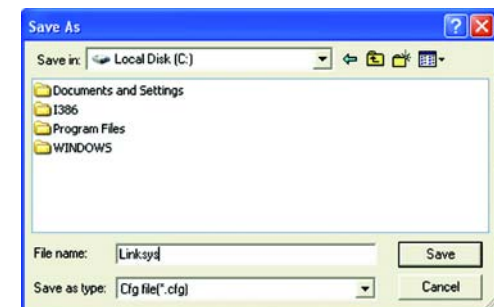 Save As
Save in: Local Disk (C:)
Documents and Settings
I386
Program Files
WINDOWS
File name: Linksys Save
Save as type: Cfg file(*.cfg) Cancel